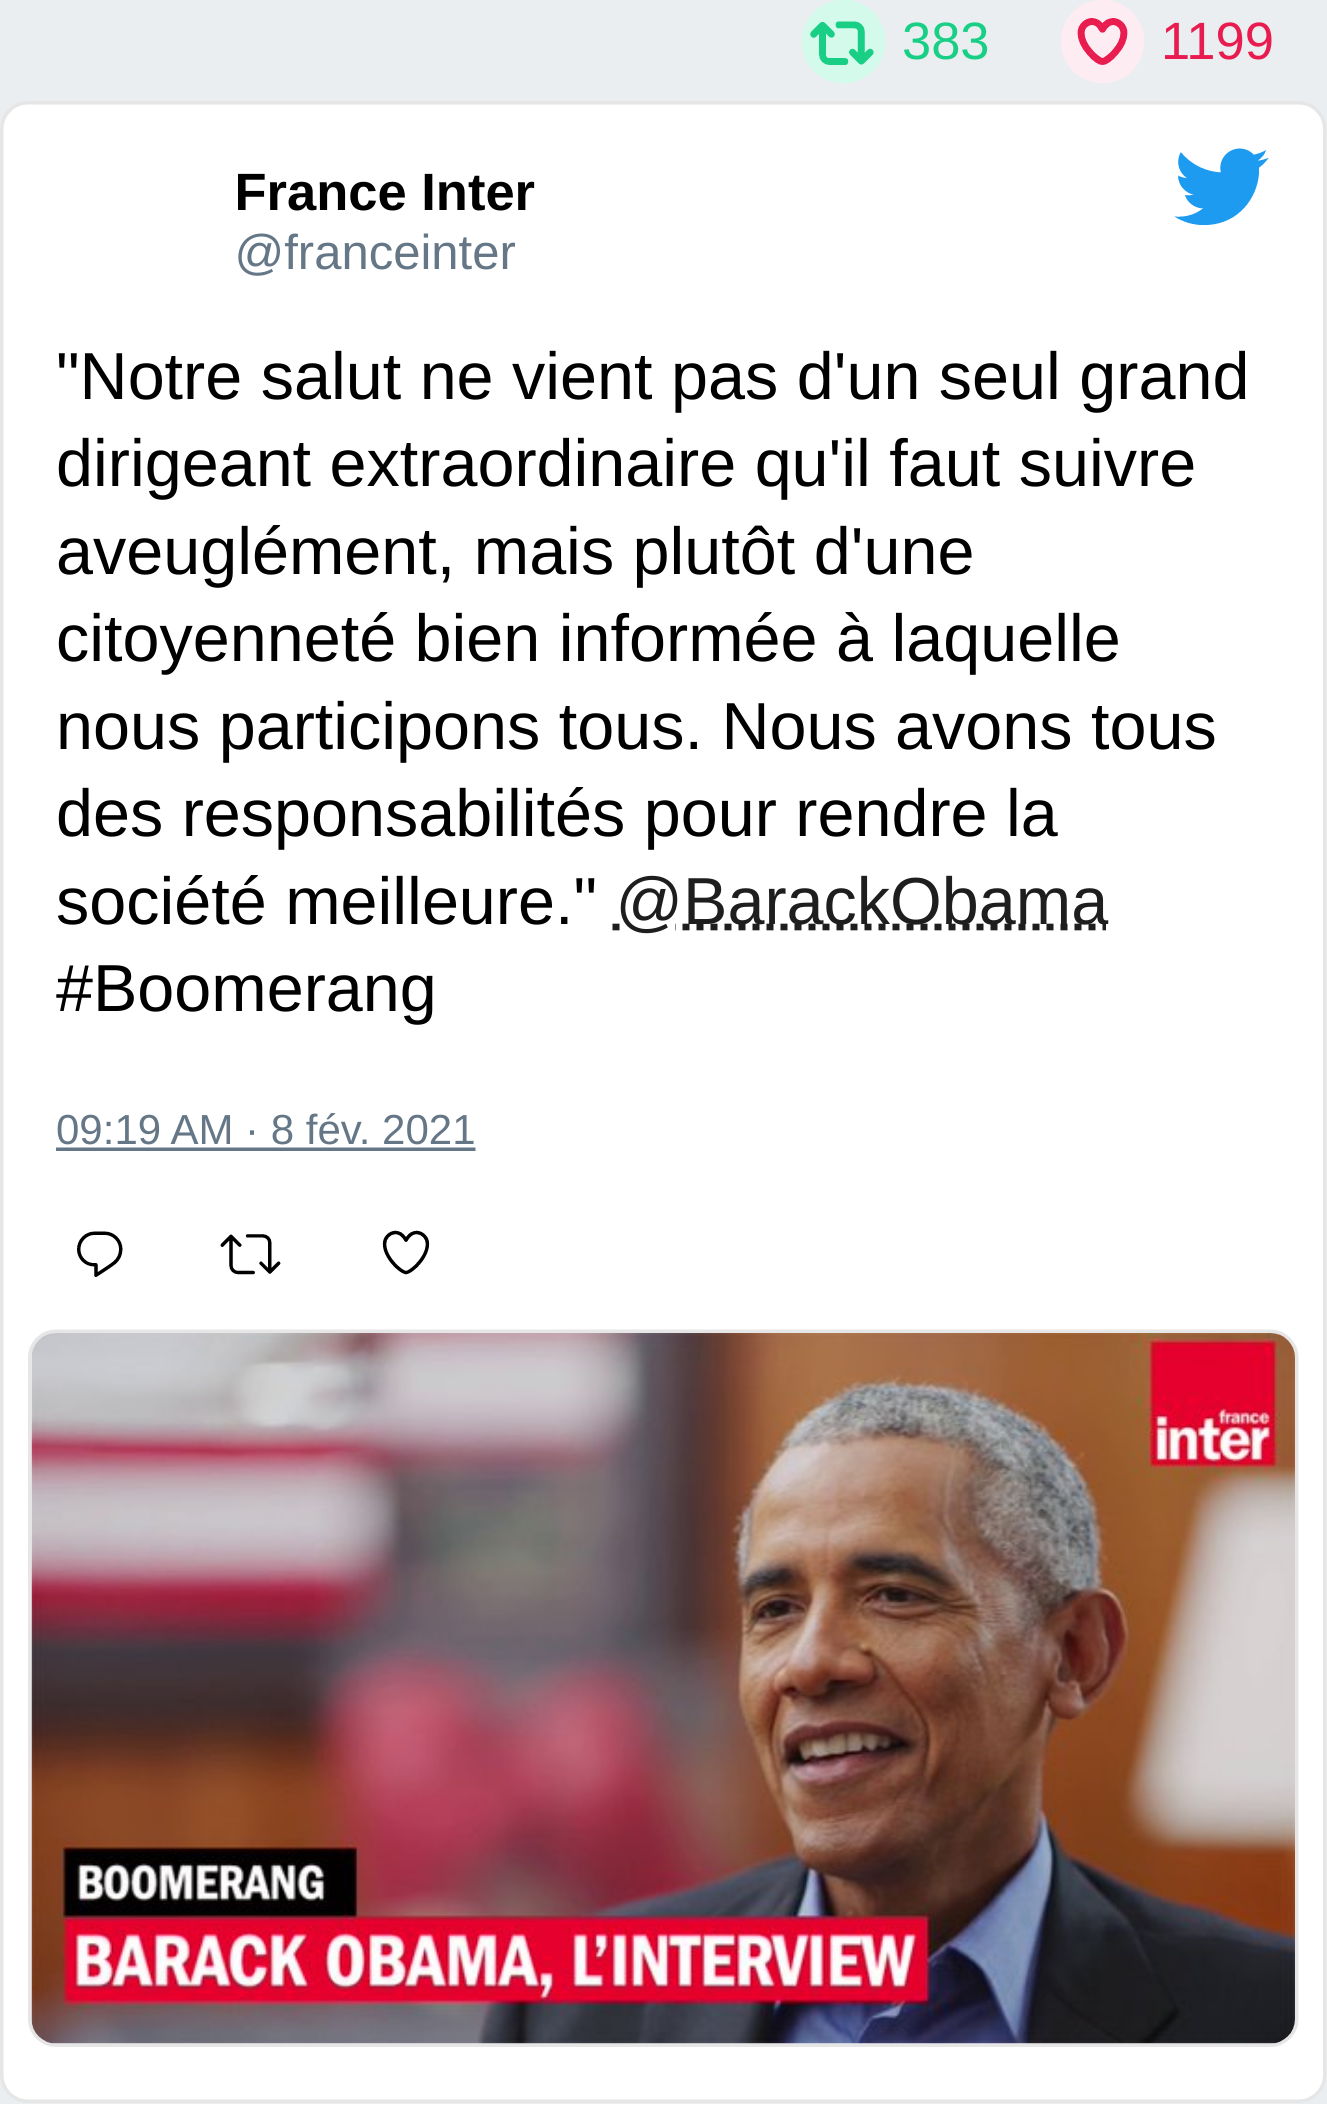 383 1199
France Inter
@franceinter
"Notre salut ne vient pas d'un seul grand
dirigeant extraordinaire qu'il faut suivre
aveuglément, mais plutôt d'une
citoyenneté bien informée à laquelle
nous participons tous. Nous avons tous
des responsabilités pour rendre la
société meilleure." @BarackObama
#Boomerang
09:19 AM · 8 fév. 2021
france
inter
BOOMERANG
BARACK OBAMA, L'INTERVIEW